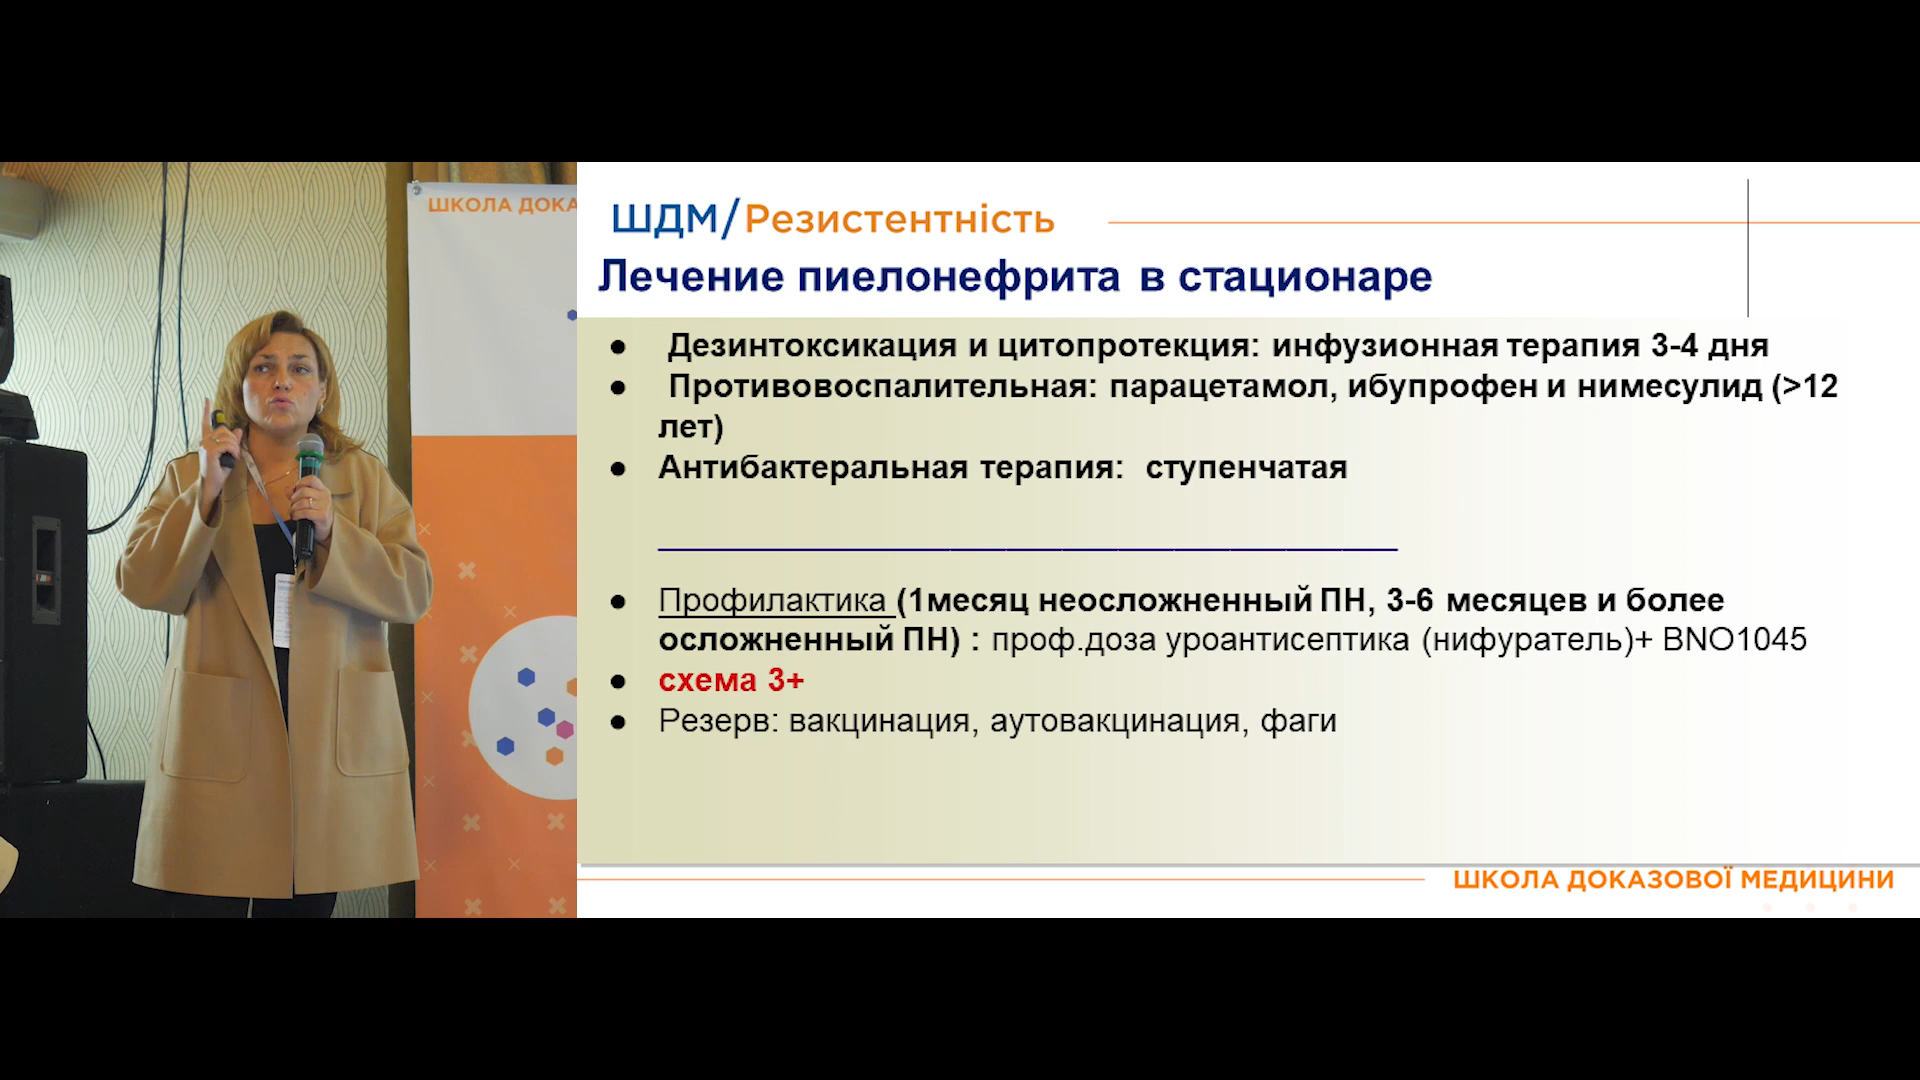 ШКОЛА ДОКА
ШДМ/Резистентність
Лечение пиелонефрита в стационаре
● Дезинтоксикация и цитопротекция: инфузионная терапия 3-4 дня
● Противовоспалительная: парацетамол, ибупрофен и нимесулид (>12
лет)
● Антибактеральная терапия: ступенчатая
● Профилактика (1месяц неосложненный ПН, 3-6 месяцев и более
осложненный ПН) : проф.доза уроантисептика (нифуратель)+ BNO1045
● схема 3+
● Резерв: вакцинация, аутовакцинация, фаги
ШКОЛА ДОКАЗОВОЇ МЕДИЦИНИ